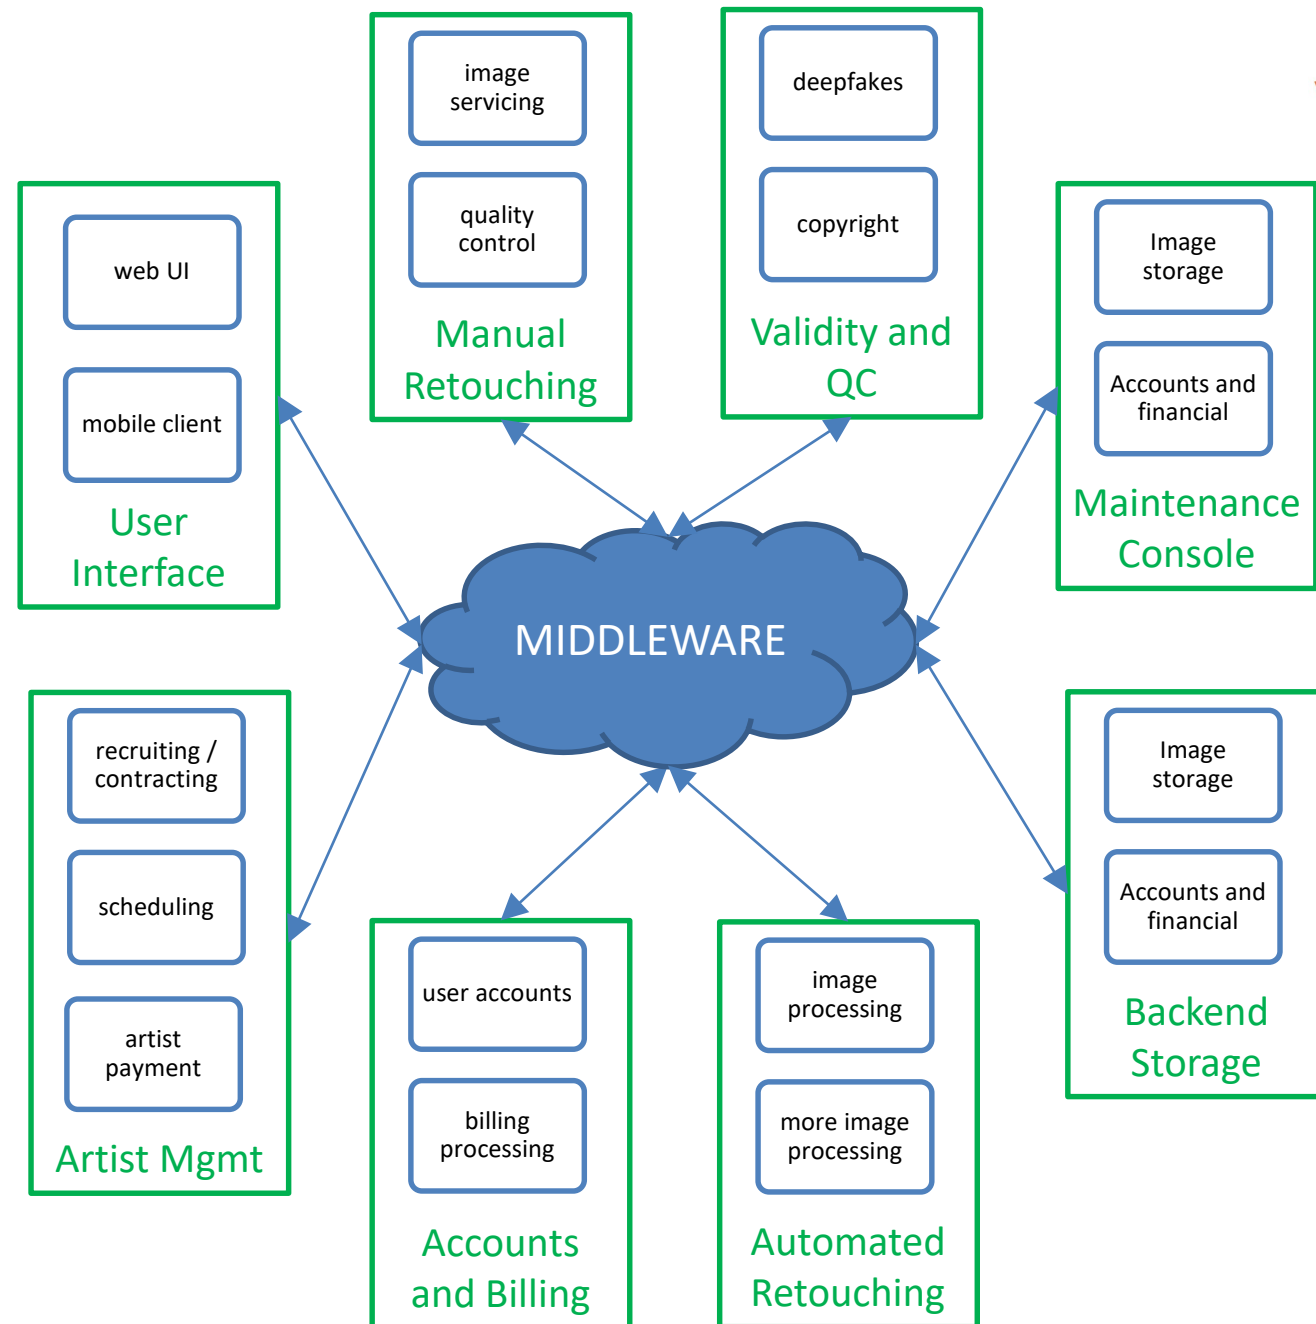 image
servicing
quality
control
Manual
Retouching
deepfakes
copyright
Validity and
QC
web UI
mobile client
User
Interface
Image
storage
Accounts and
financial
Maintenance
Console
MIDDLEWARE
recruiting /
contracting
scheduling
artist
payment
Artist Mgmt
user accounts
billing
processing
Accounts
and Billing
image
processing
more image
processing
Automated
Retouching
Image
storage
Accounts and
financial
Backend
Storage